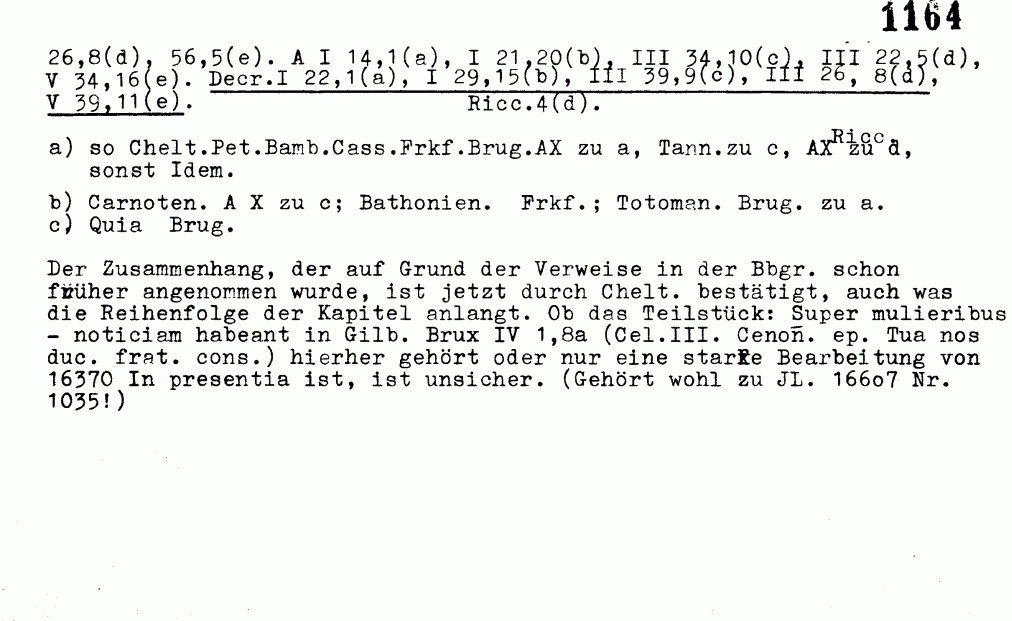 1164
26,8(d), 56,5(e). A I 14,1(a), I 21,20(b), III 34,10(c), III 22,5(d),
V 34,16(e). Decr.I 22,1(a), I 29,15(b), III 39,9(c), III 26, 8(d),
V 39,11(e). Ricc.4(d).
a) so Chelt.Pet.Bamb.Cass.Frkf.Brug.AX zu a, Tann.zu c, AX Ricc zu d,
sonst Idem.
b) Carnoten. A X zu c; Bathonien. Frkf.; Totoman. Brug. zu a.
c) Quia Brug.
Der Zusammenhang, der auf Grund der Verweise in der Bbgr. schon
früher angenommen wurde, ist jetzt durch Chelt. bestätigt, auch was
die Reihenfolge der Kapitel anlangt. Ob das Teilstück: Super mulieribus
- noticiam habeant in Gilb. Brux IV 1,8a (Cel.III. Cenom̄. ep. Tua nos
duc. frat. cons.) hierher gehört oder nur eine starke Bearbeitung von
16370 In presentia ist, ist unsicher. (Gehört wohl zu JL. 166o7 Nr.
1035!)